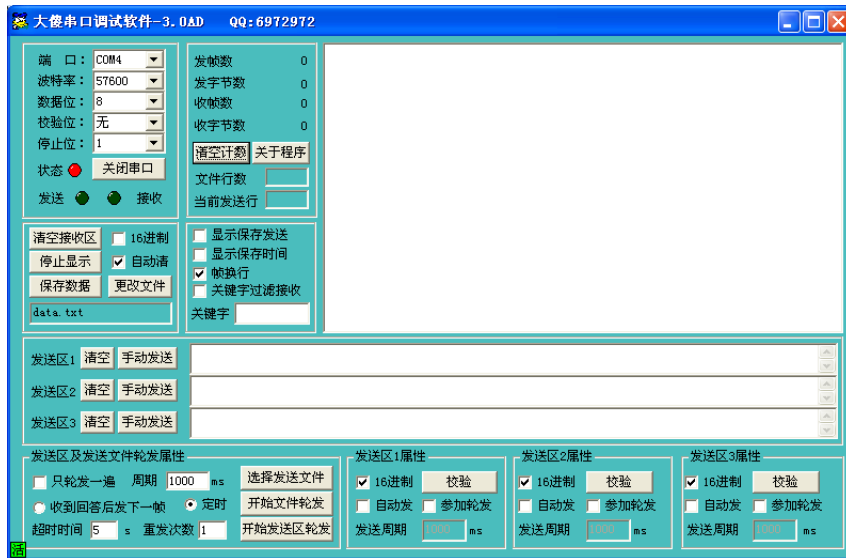 大傻串口调试软件-3.0AD QQ:6972972
端 口: COM4
波特率: 57600
数据位: 8
校验位: 无
停止位: 1
状态 关闭串口
发送 接收
发帧数 0
发字节数 0
收帧数 0
收字节数 0
清空计数 关于程序
文件行数
当前发送行
清空接收区 16进制
停止显示 自动清
保存数据 更改文件
data.txt
显示保存发送
显示保存时间
帧换行
关键字过滤接收
关键字
发送区1 清空 手动发送
发送区2 清空 手动发送
发送区3 清空 手动发送
发送区及发送文件轮发属性
只轮发一遍 周期 1000 ms 选择发送文件
收到回答后发下一帧 定时 开始文件轮发
超时时间 5 s 重发次数 1 开始发送区轮发
发送区1属性
16进制 校验
自动发 参加轮发
发送周期 1000 ms
发送区2属性
16进制 校验
自动发 参加轮发
发送周期 1000 ms
发送区3属性
16进制 校验
自动发 参加轮发
发送周期 1000 ms
活